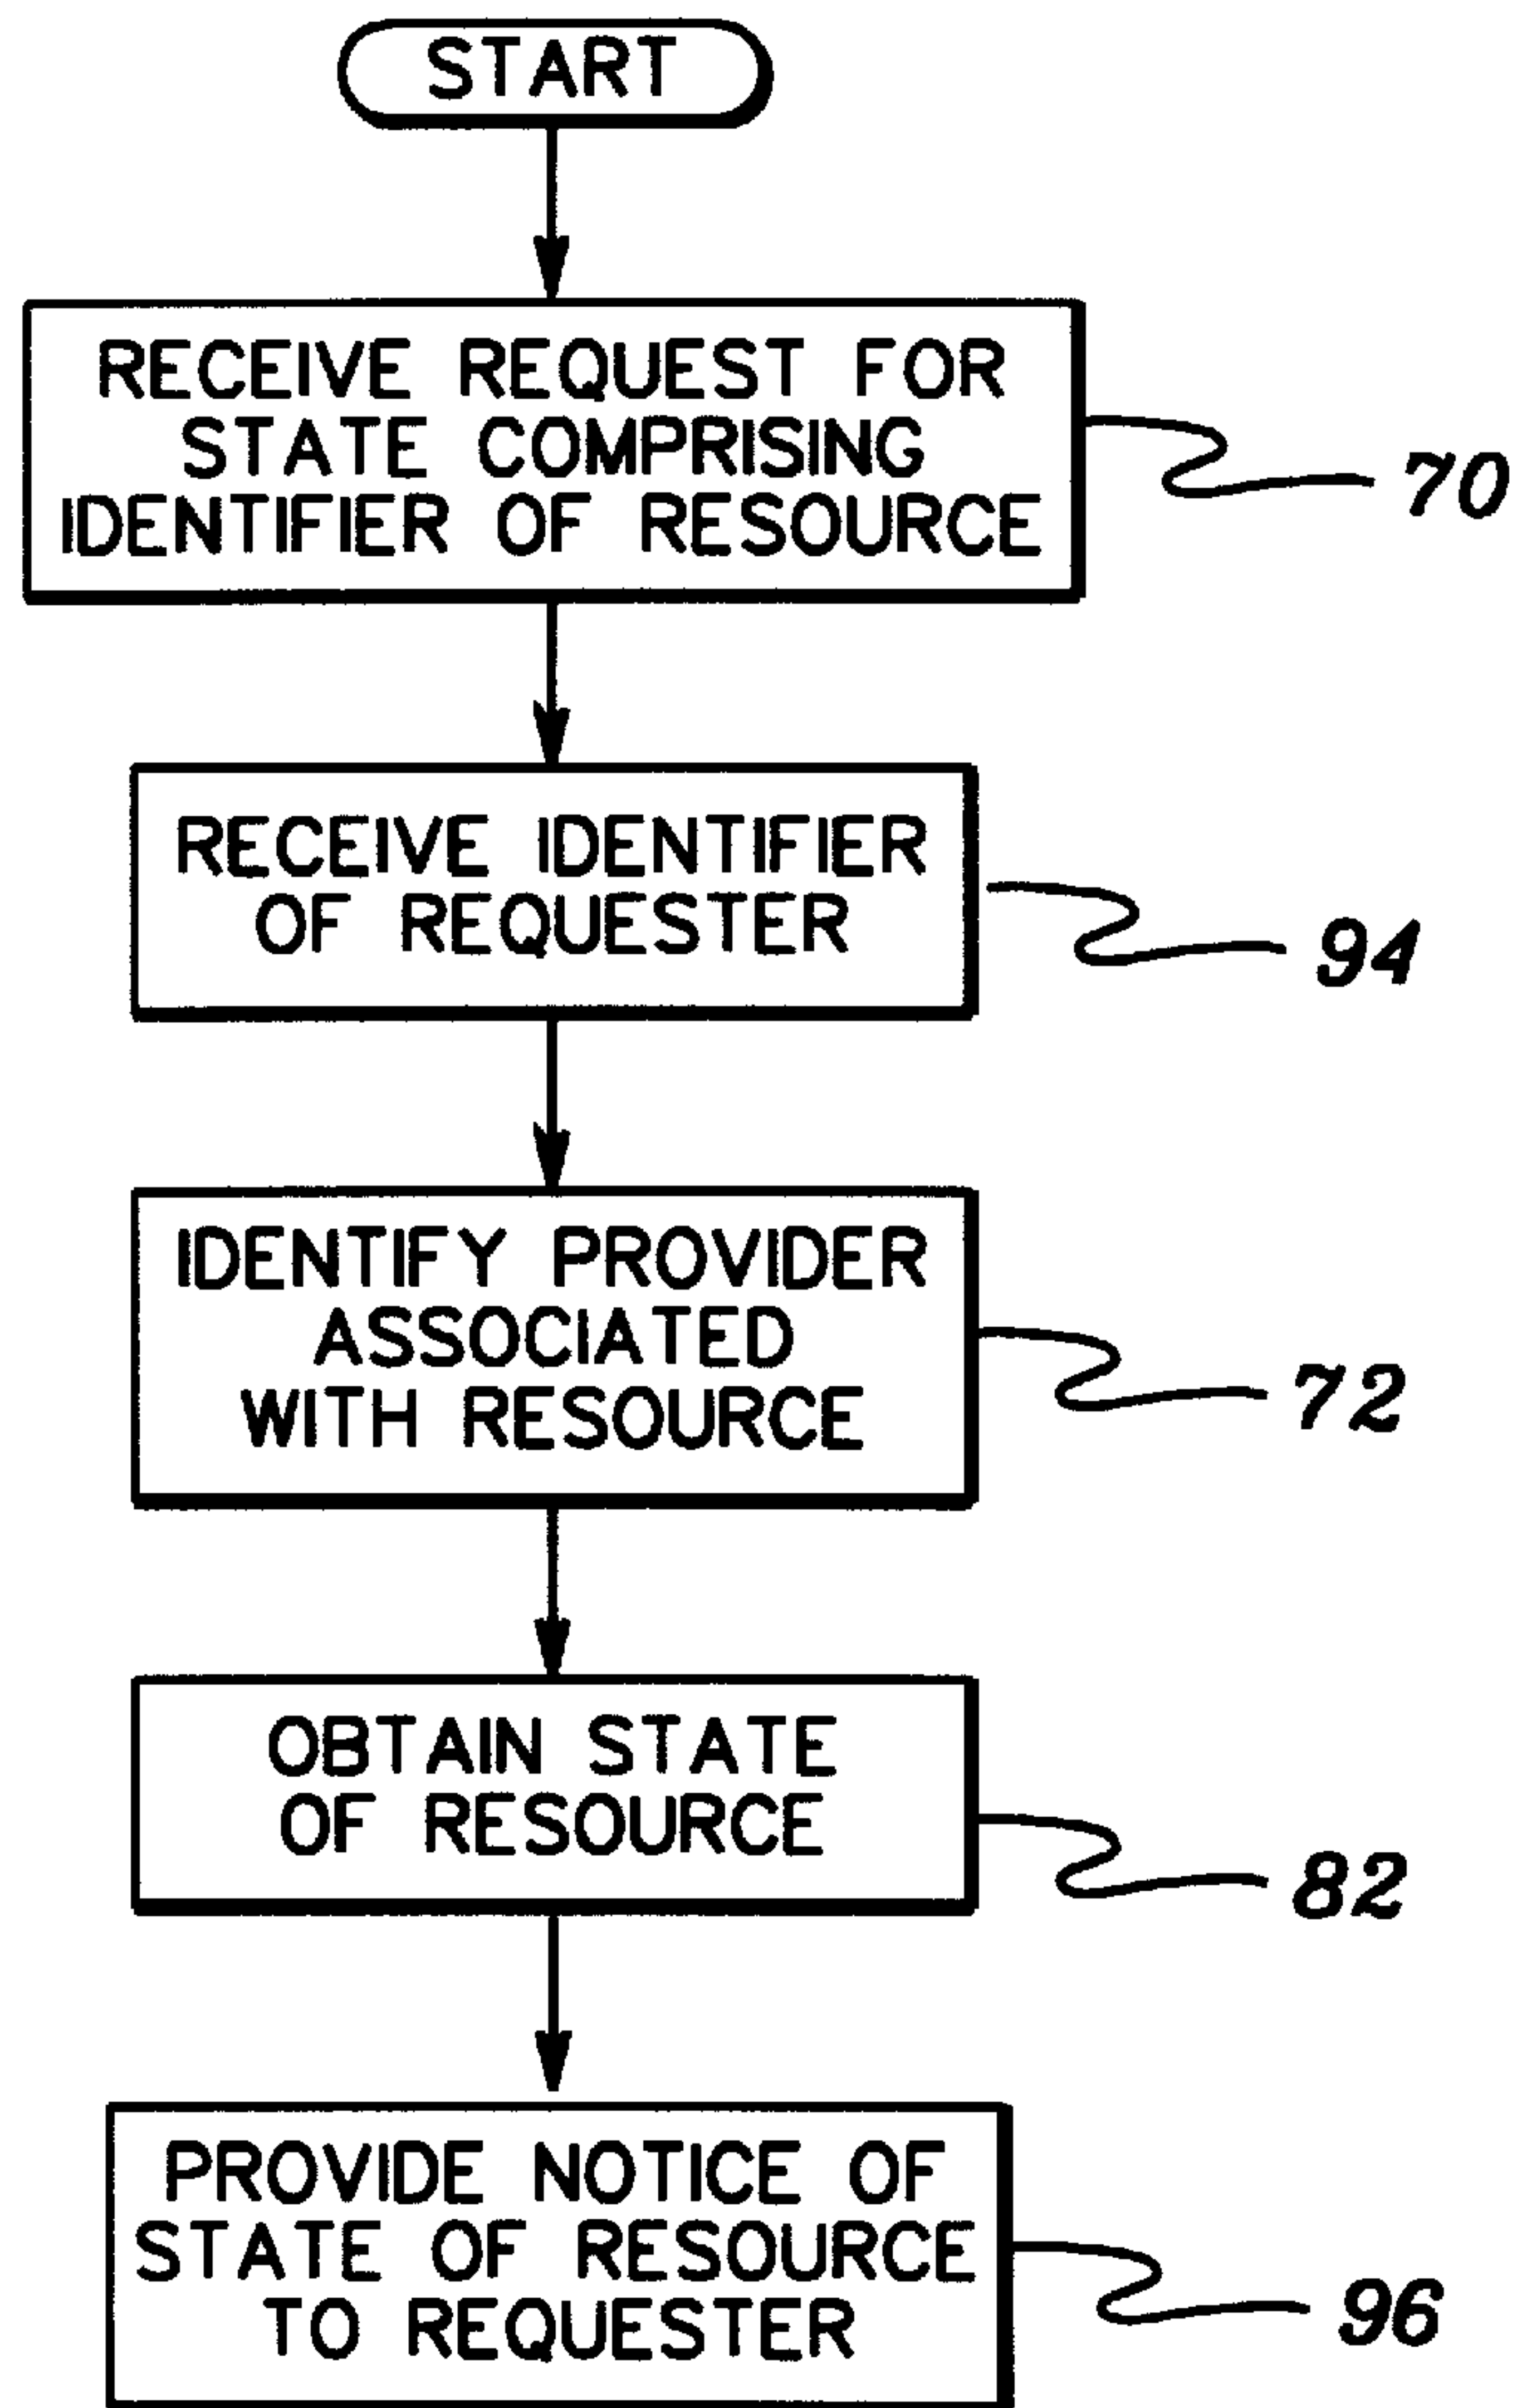 START
RECEIVE REQUEST FOR
STATE COMPRISING
IDENTIFIER OF RESOURCE
70
RECEIVE IDENTIFIER
OF REQUESTER
94
IDENTIFY PROVIDER
ASSOCIATED
WITH RESOURCE
72
OBTAIN STATE
OF RESOURCE
82
PROVIDE NOTICE OF
STATE OF RESOURCE
TO REQUESTER
96